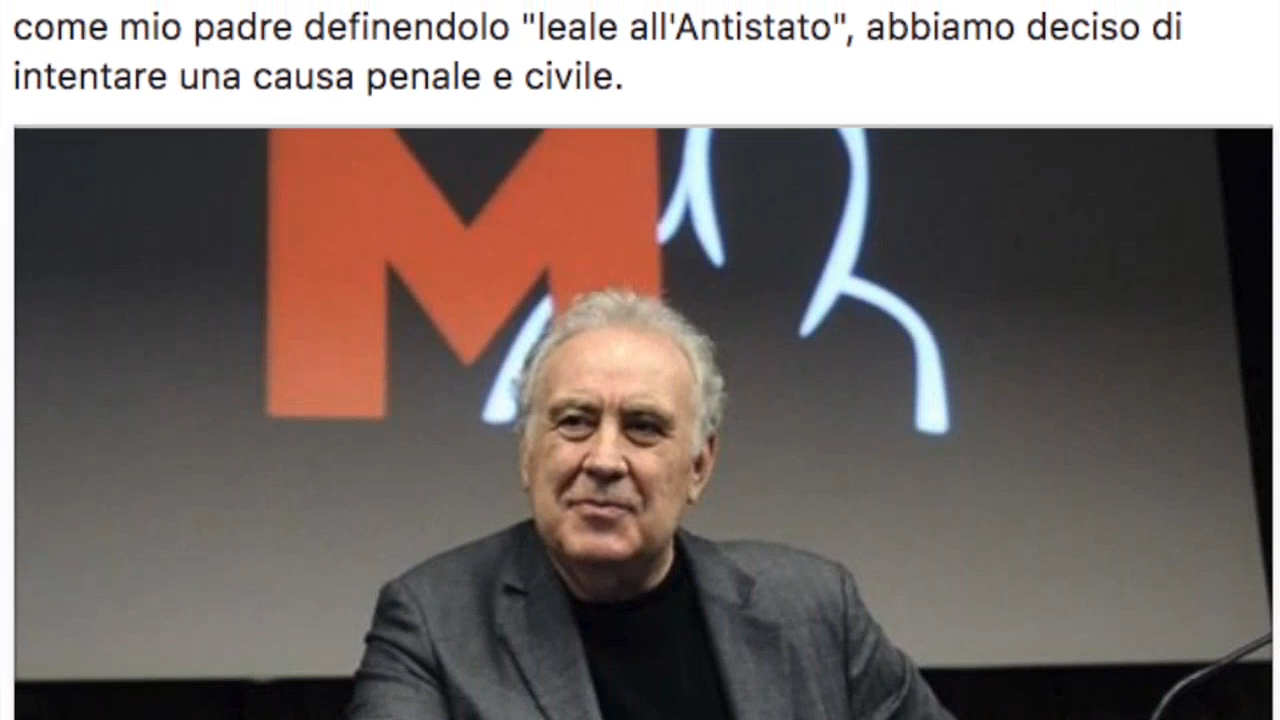 come mio padre definendolo "leale all'Antistato", abbiamo deciso di
intentare una causa penale e civile.
M